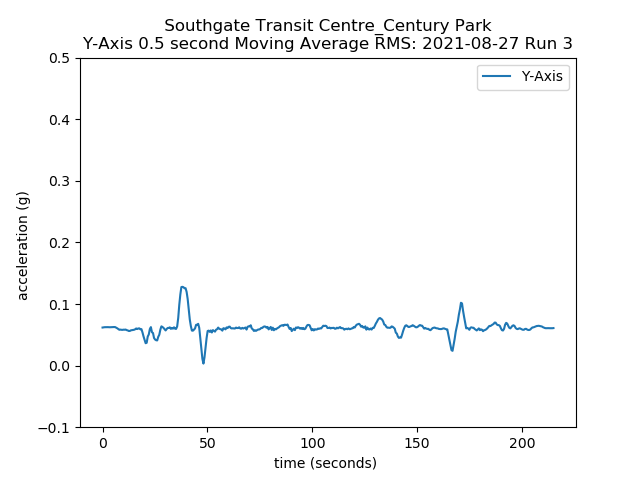 Southgate Transit Centre_Century Park
Y-Axis 0.5 second Moving Average RMS: 2021-08-27 Run 3
Y-Axis
0.5
0.4
0.3
0.2
0.1
0.0
−0.1
acceleration (g)
0 50 100 150 200
time (seconds)